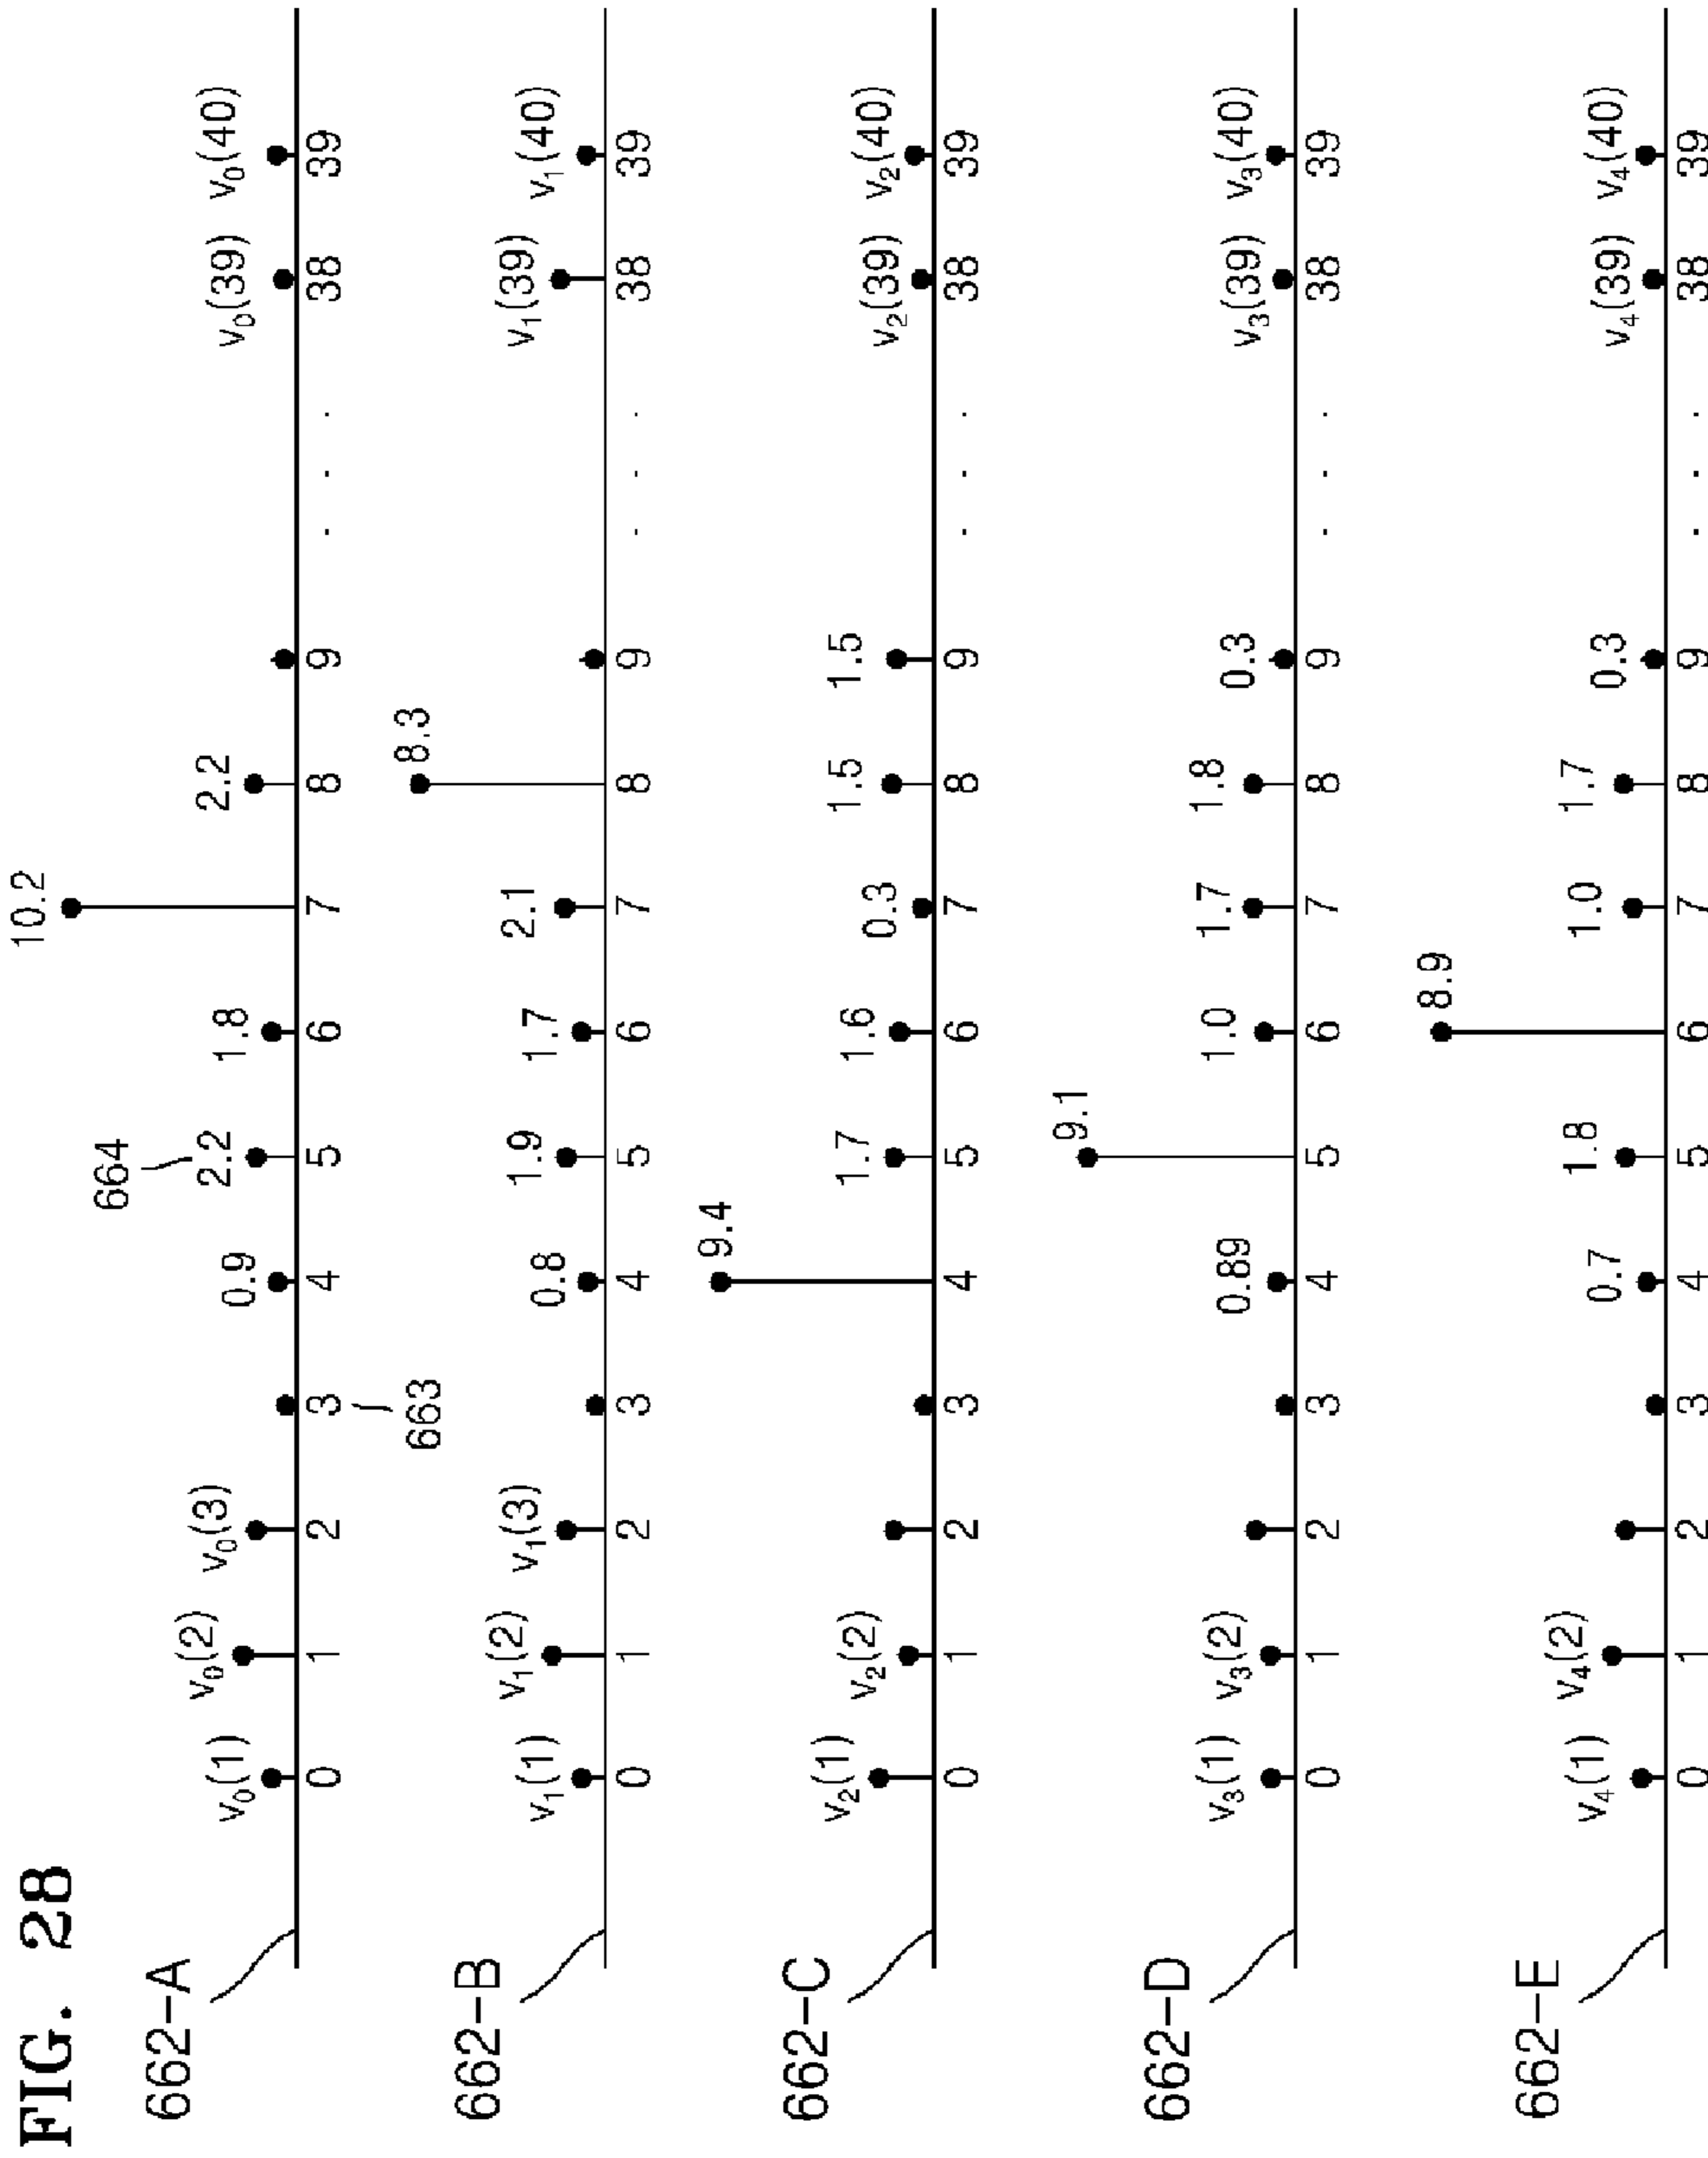 FIG. 28
662-A
v₀(1) v₀(2) v₀(3) 0.9 2.2 1.8 10.2 2.2 v₀(39) v₀(40)
664
0 1 2 3 4 5 6 7 8 9 . . . 38 39
663
662-B
v₁(1) v₁(2) v₁(3) 0.8 1.9 1.7 2.1 8.3 v₁(39) v₁(40)
0 1 2 3 4 5 6 7 8 9 . . . 38 39
662-C
v₂(1) v₂(2) 9.4 1.7 1.6 0.3 1.5 1.5 v₂(39) v₂(40)
0 1 2 3 4 5 6 7 8 9 . . . 38 39
662-D
v₃(1) v₃(2) 0.89 9.1 1.0 1.7 1.8 0.3 v₃(39) v₃(40)
0 1 2 3 4 5 6 7 8 9 . . . 38 39
662-E
v₄(1) v₄(2) 0.7 1.8 8.9 1.0 1.7 0.3 v₄(39) v₄(40)
0 1 2 3 4 5 6 7 8 9 . . . 38 39